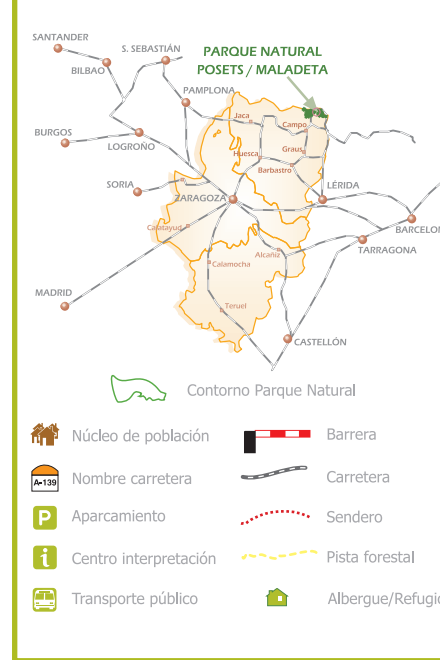 SANTANDER
S. SEBASTIÁN
PARQUE NATURAL
POSETS / MALADETA
BILBAO
PAMPLONA
Jaca
Campo
BURGOS
LOGROÑO
Huesca
Graus
Barbastro
SORIA
ZARAGOZA
LÉRIDA
Calatayud
BARCELON
TARRAGONA
Alcañiz
Calamocha
MADRID
Teruel
CASTELLÓN
Contorno Parque Natural
Núcleo de población
Barrera
A-139
Nombre carretera
Carretera
P
Aparcamiento
Sendero
i
Centro interpretación
Pista forestal
Transporte público
Albergue/Refugio